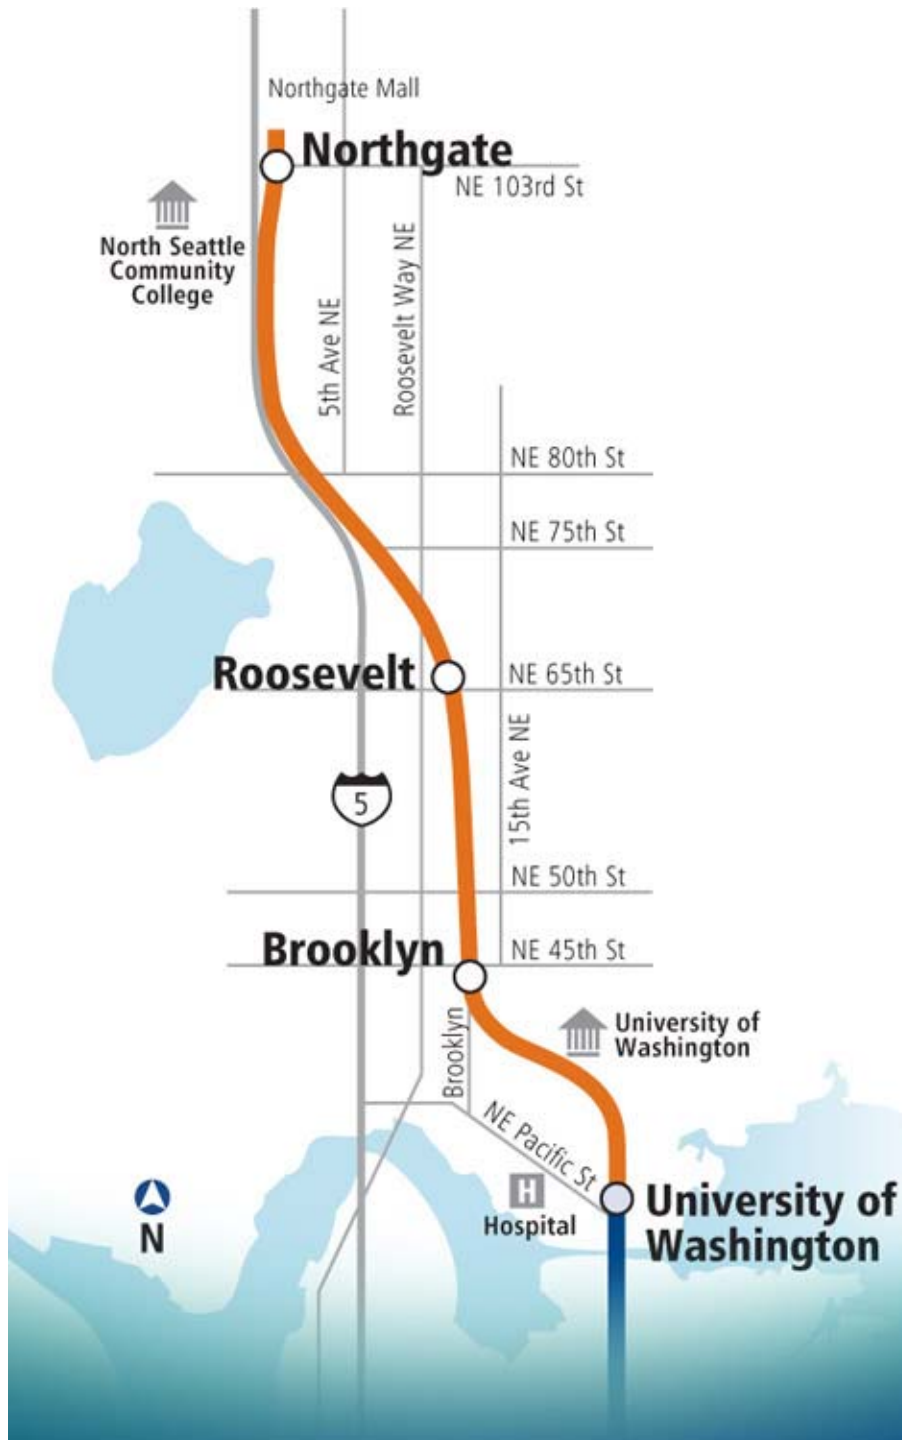 Northgate Mall
Northgate
NE 103rd St
North Seattle
Community
College
5th Ave NE
Roosevelt Way NE
NE 80th St
NE 75th St
Roosevelt
NE 65th St
5
15th Ave NE
NE 50th St
Brooklyn
NE 45th St
Brooklyn
University of
Washington
NE Pacific St
H
Hospital
N
University of
Washington